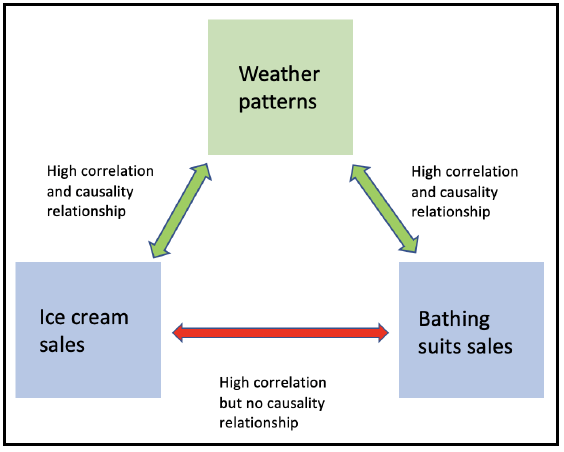 Weather
patterns
High correlation
and causality
relationship
High correlation
and causality
relationship
Ice cream
sales
Bathing
suits sales
High correlation
but no causality
relationship